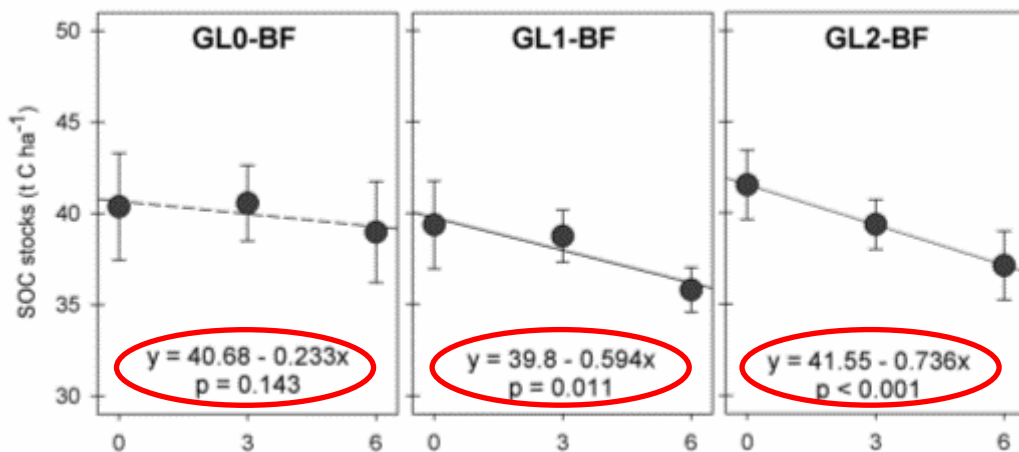 GL0-BF
GL1-BF
GL2-BF
SOC stocks (t C ha⁻¹)
50
45
40
35
30
y = 40.68 - 0.233x
p = 0.143
y = 39.8 - 0.594x
p = 0.011
y = 41.55 - 0.736x
p < 0.001
0 3 6
0 3 6
0 3 6